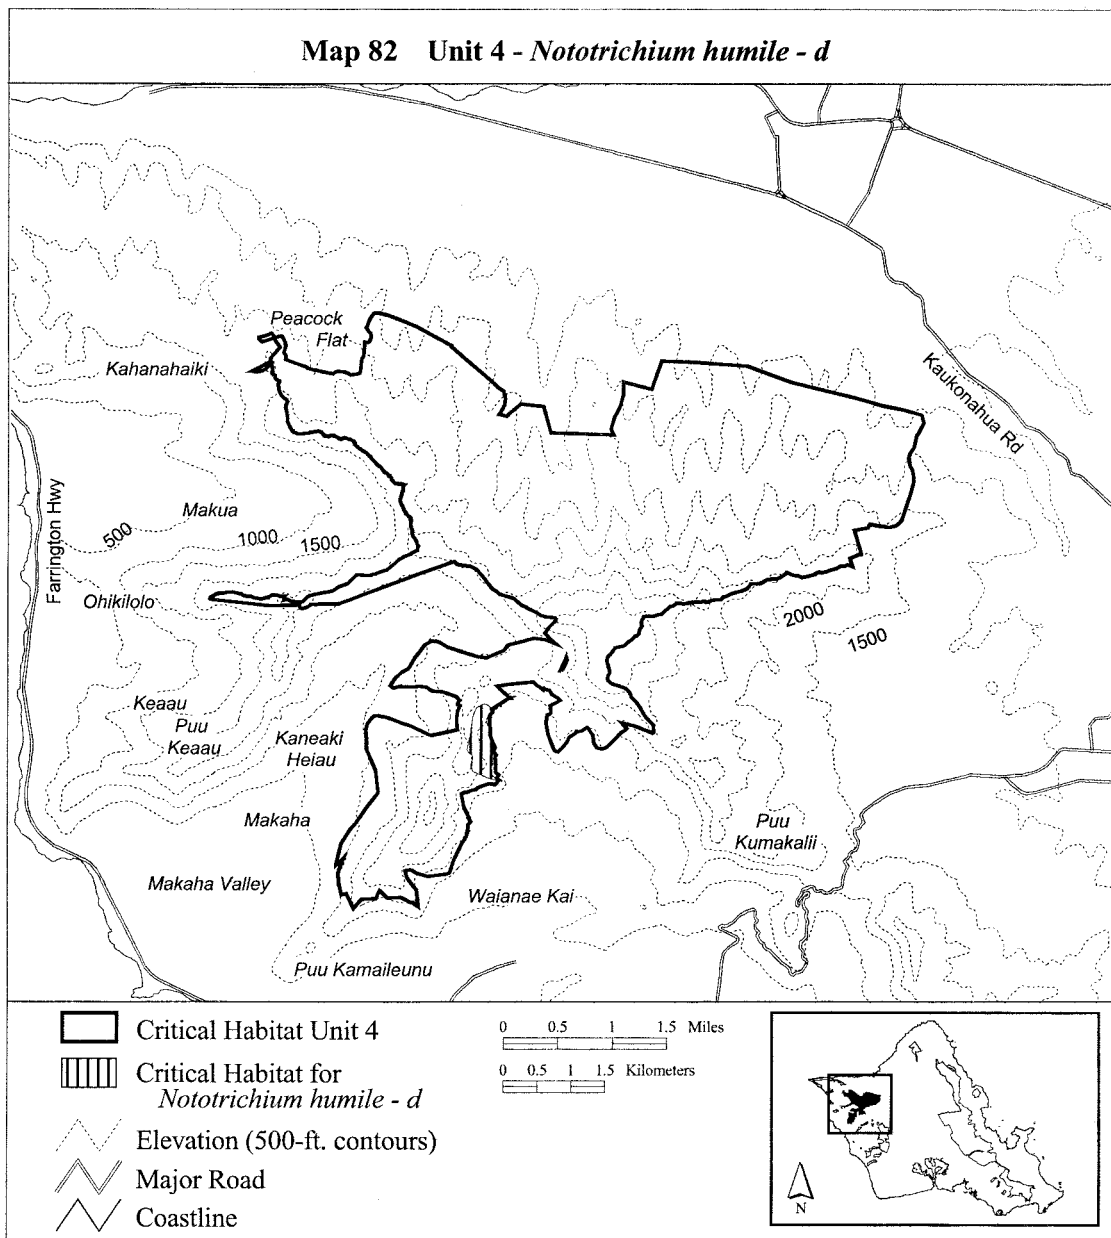 Map 82 Unit 4 - Nototrichium humile - d
Peacock
Flat
Kahanahaiki
Kaukonahua Rd
Farrington Hwy
Makua
500
1000
1500
Ohikilolo
2000
1500
Keaau
Puu
Keaau
Kaneaki
Heiau
Makaha
Puu
Kumakalii
Makaha Valley
Waianae Kai
Puu Kamaileunu
Critical Habitat Unit 4
Critical Habitat for
Nototrichium humile - d
Elevation (500-ft. contours)
Major Road
Coastline
0 0.5 1 1.5 Miles
0 0.5 1 1.5 Kilometers
N